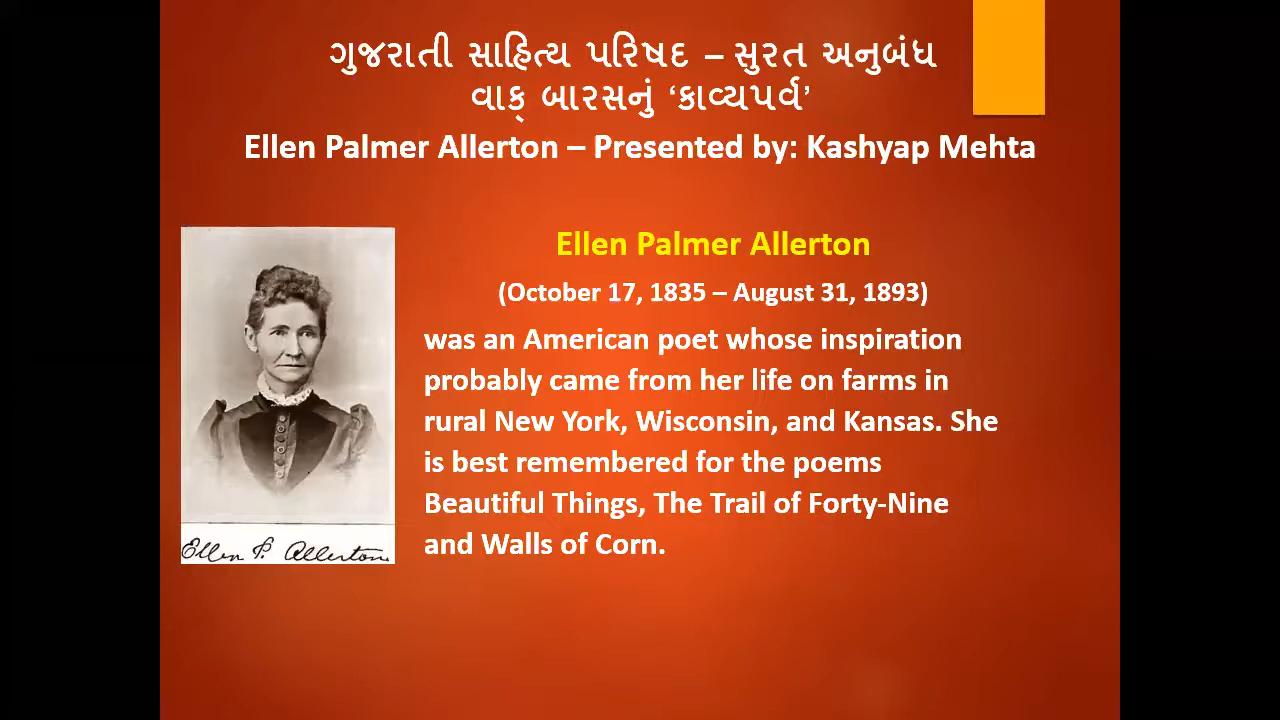 ગુજરાતી સાહિત્ય પરિષદ – સુરત અનુબંધ
વાક્ બારસનું ‘કાવ્યપર્વ’
Ellen Palmer Allerton – Presented by: Kashyap Mehta
Ellen Palmer Allerton
(October 17, 1835 – August 31, 1893)
was an American poet whose inspiration
probably came from her life on farms in
rural New York, Wisconsin, and Kansas. She
is best remembered for the poems
Beautiful Things, The Trail of Forty-Nine
and Walls of Corn.
Ellen P. Allerton